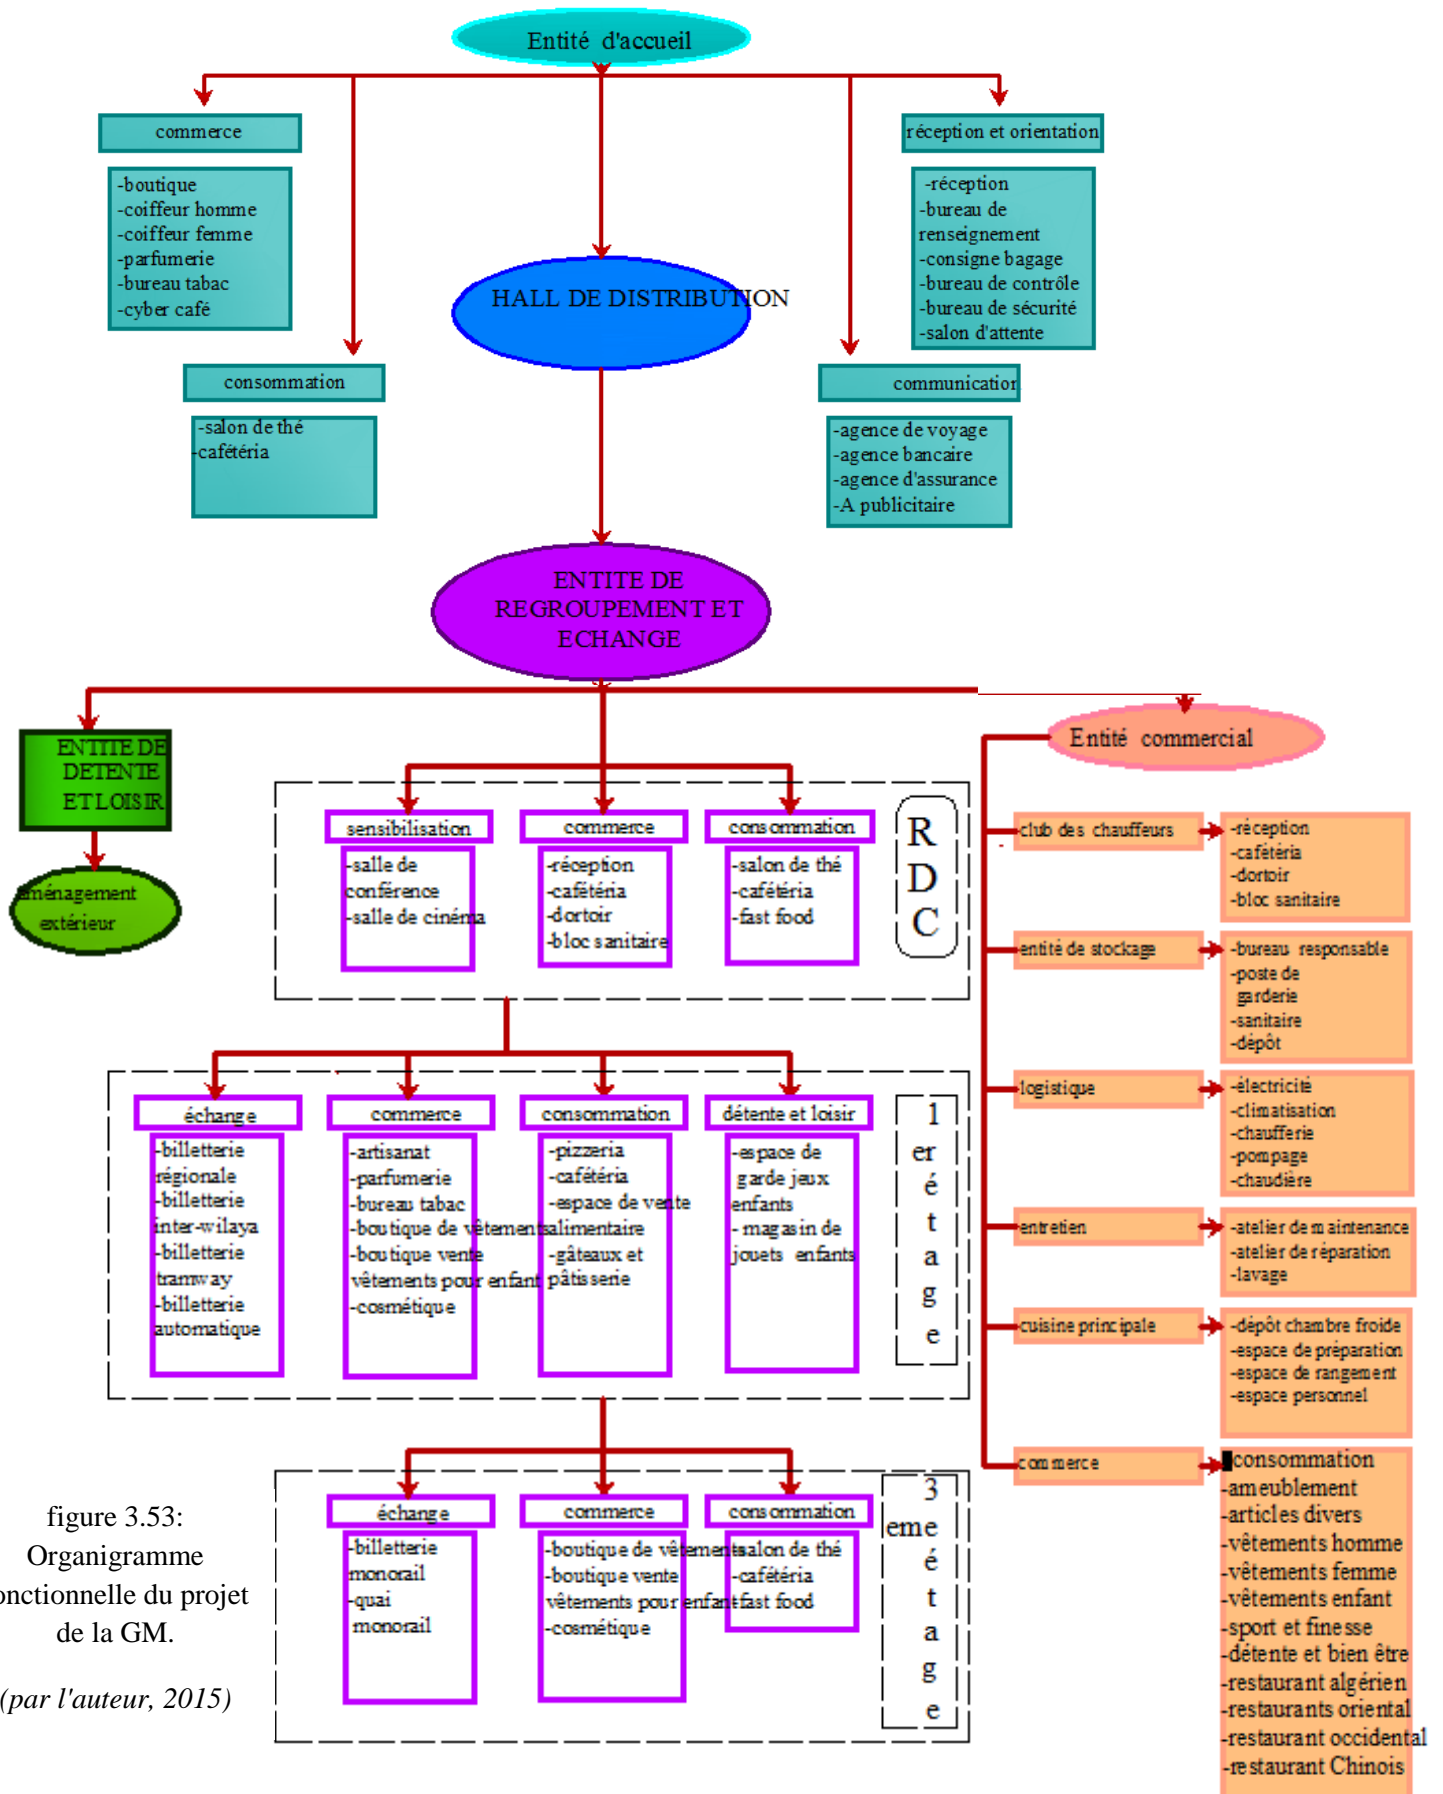 Entité d'accueil
commerce
-boutique
-coiffeur homme
-coiffeur femme
-parfumerie
-bureau tabac
-cyber café
réception et orientation
-réception
-bureau de
renseignement
-consigne bagage
-bureau de contrôle
-bureau de sécurité
-salon d'attente
HALL DE DISTRIBUTION
consommation
-salon de thé
-cafétéria
communication
-agence de voyage
-agence bancaire
-agence d'assurance
-A publicitaire
ENTITE DE
REGROUPEMENT ET
ECHANGE
ENTITE DE
DETENTE
ET LOISIR
aménagement
extérieur
RDC
sensibilisation
-salle de
conférence
-salle de cinéma
commerce
-réception
-cafétéria
-dortoir
-bloc sanitaire
consommation
-salon de thé
-cafétéria
-fast food
1
er
é
t
a
g
e
échange
-billetterie
régionale
-billetterie
inter-wilaya
-billetterie
tramway
-billetterie
automatique
commerce
-artisanat
-parfumerie
-bureau tabac
-boutique de vêtements
-boutique vente
vêtements pour enfant
-cosmétique
consommation
-pizzeria
-cafétéria
-espace de vente
alimentaire
-gâteaux et
pâtisserie
détente et loisir
-espace de
garde jeux
enfants
- magasin de
jouets enfants
3
eme
é
t
a
g
e
échange
-billetterie
monorail
-quai
monorail
commerce
-boutique de vêtements
-boutique vente
vêtements pour enfant
-cosmétique
consommation
-salon de thé
-cafétéria
-fast food
Entité commercial
club des chauffeurs
-réception
-cafétéria
-dortoir
-bloc sanitaire
entité de stockage
-bureau responsable
-poste de
garderie
-sanitaire
-dépôt
logistique
-électricité
-climatisation
-chaufferie
-pompage
-chaudière
entretien
-atelier de maintenance
-atelier de réparation
-lavage
cuisine principale
-dépôt chambre froide
-espace de préparation
-espace de rangement
-espace personnel
commerce
consommation
-ameublement
-articles divers
-vêtements homme
-vêtements femme
-vêtements enfant
-sport et finesse
-détente et bien être
-restaurant algérien
-restaurants oriental
-restaurant occidental
-restaurant Chinois
figure 3.53:
Organigramme
onctionnelle du projet
de la GM.
(par l'auteur, 2015)